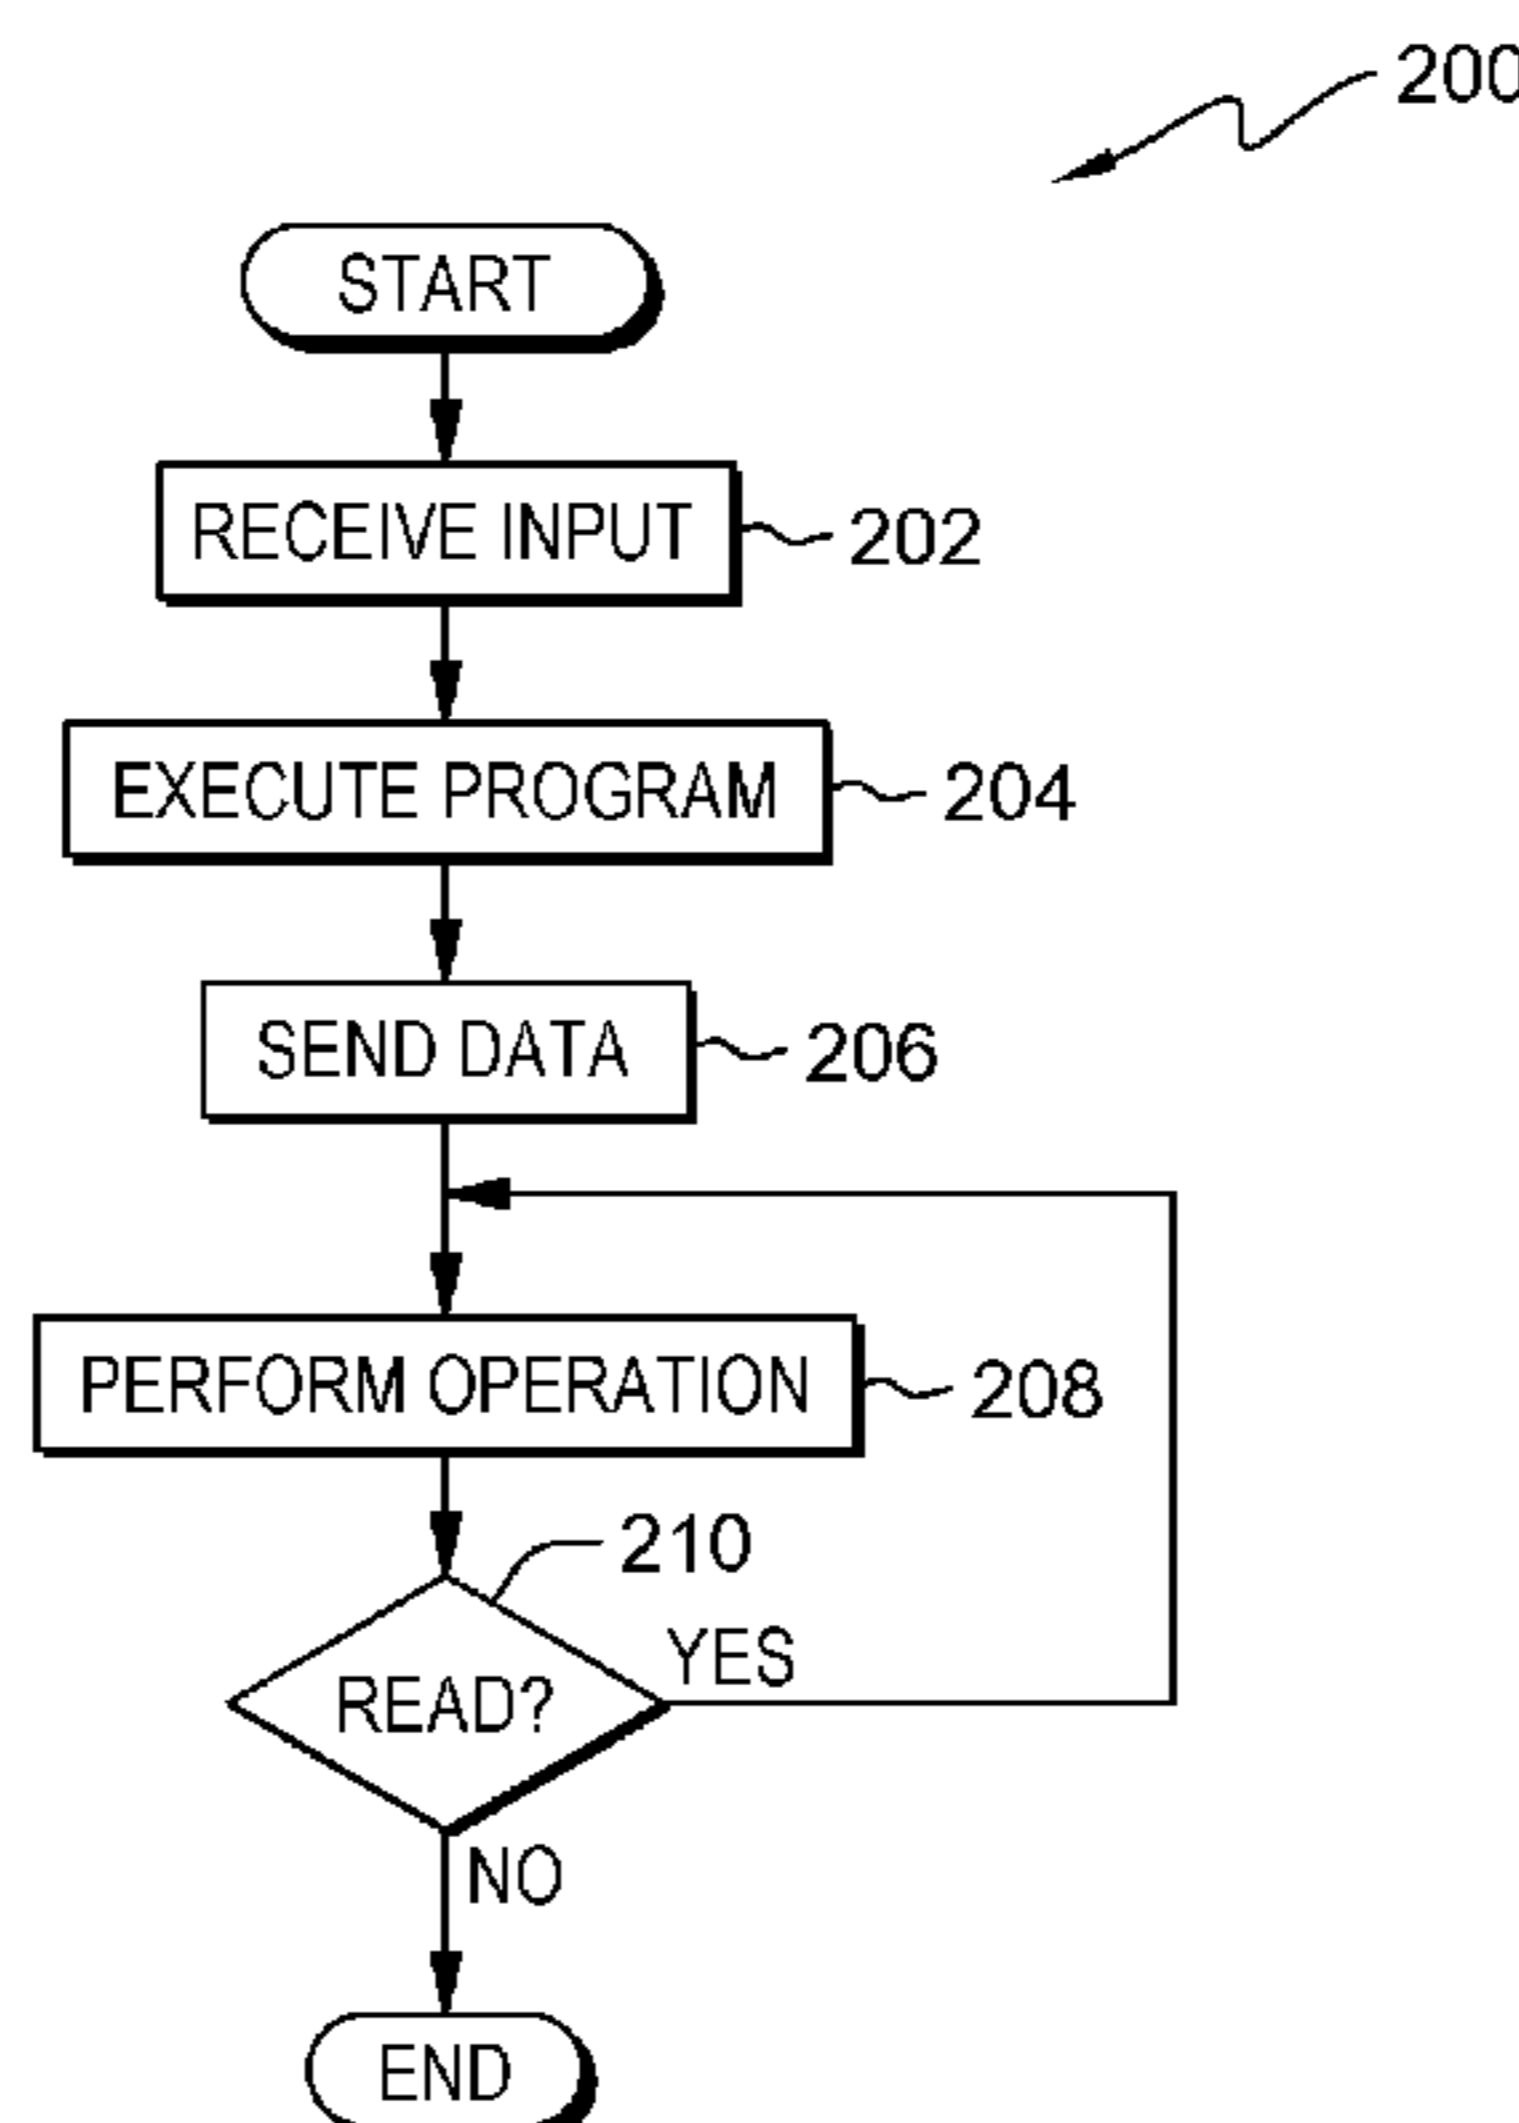 200
START
RECEIVE INPUT
202
EXECUTE PROGRAM
204
SEND DATA
206
PERFORM OPERATION
208
210
YES
READ?
NO
END